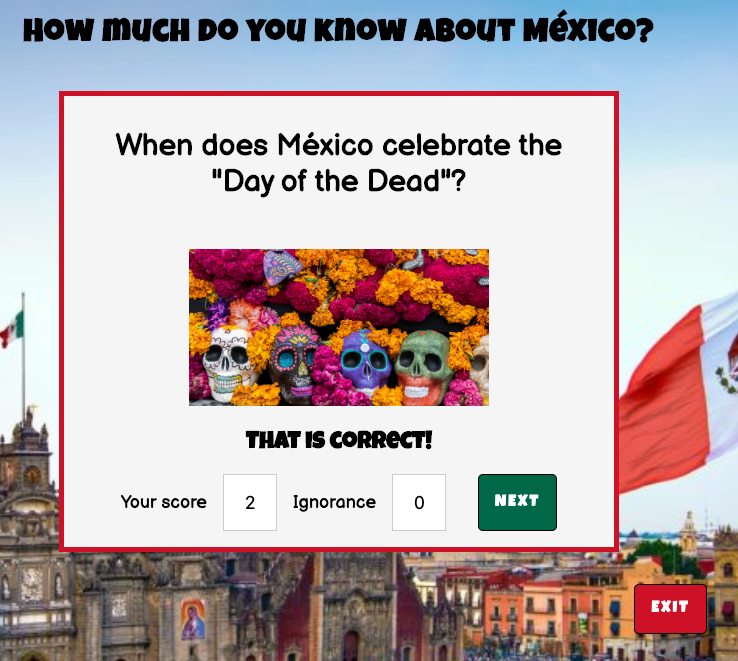 How much do you know about México?
When does México celebrate the
"Day of the Dead"?
That is correct!
Your score 2 Ignorance 0 NEXT
EXIT